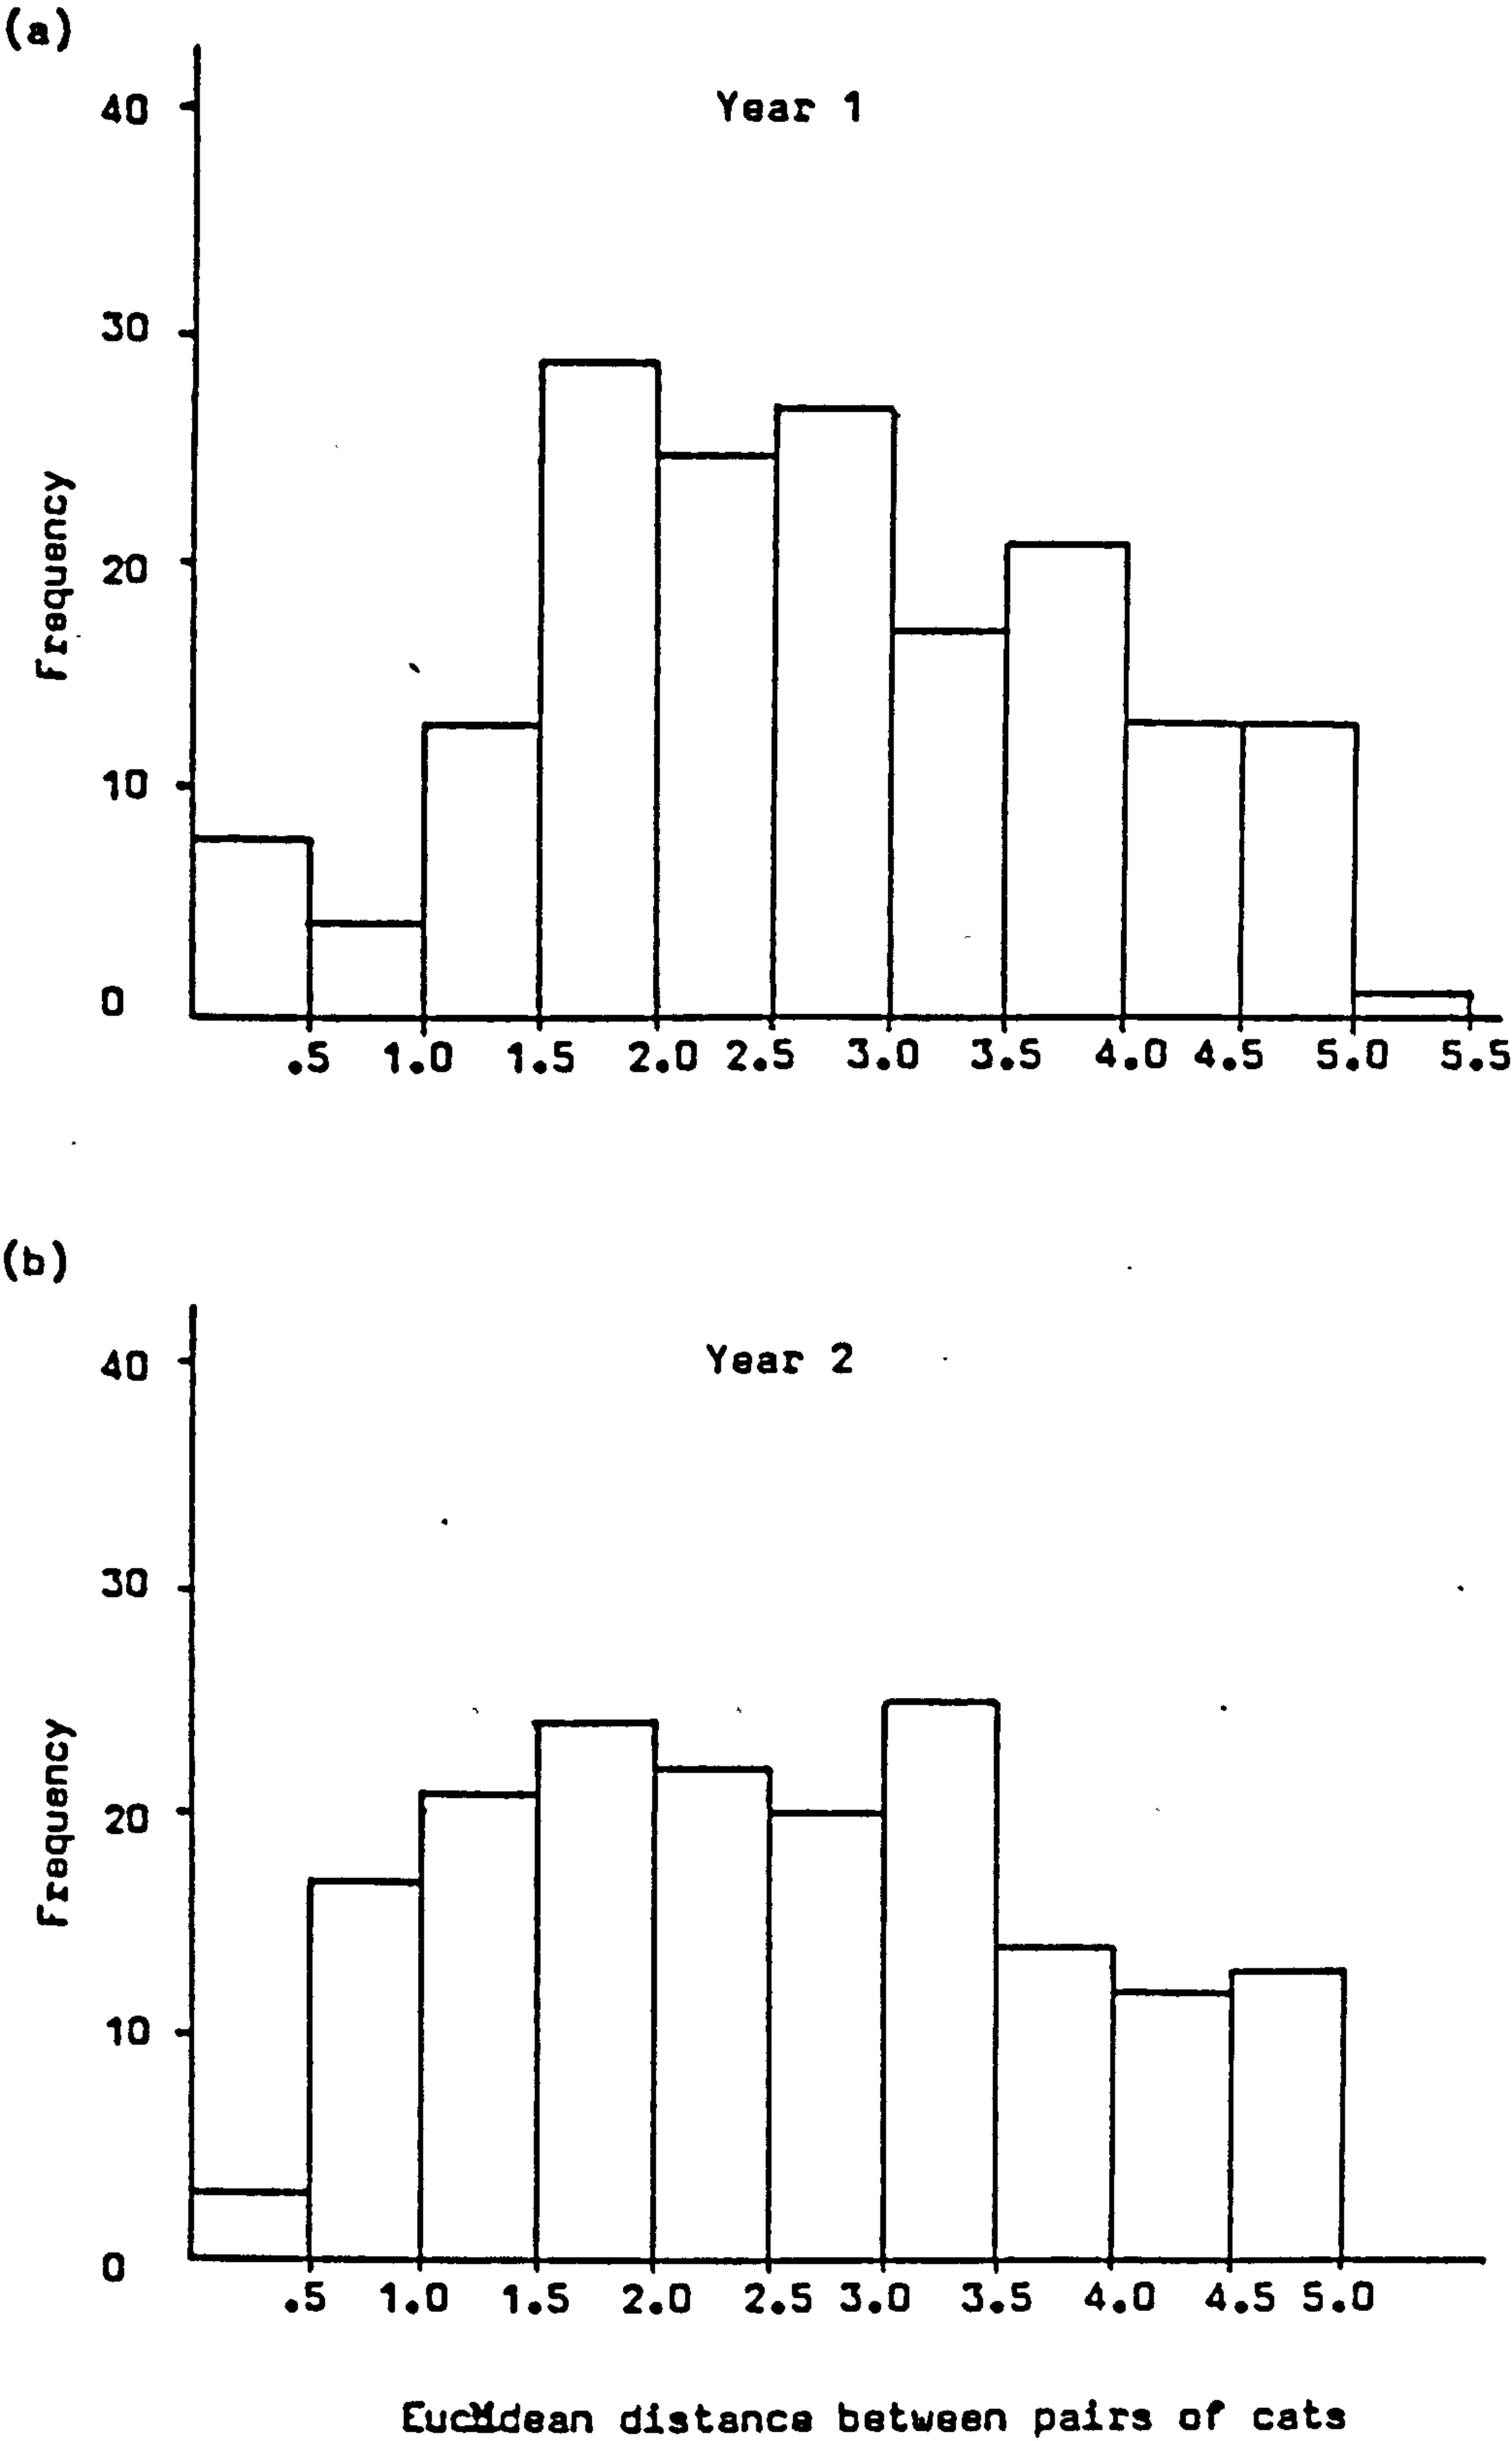 (a)
Year 1
40
30
20
10
0
Frequency
.5 1.0 1.5 2.0 2.5 3.0 3.5 4.0 4.5 5.0 5.5
(b)
Year 2
40
30
20
10
0
Frequency
.5 1.0 1.5 2.0 2.5 3.0 3.5 4.0 4.5 5.0
distance between pairs of cats